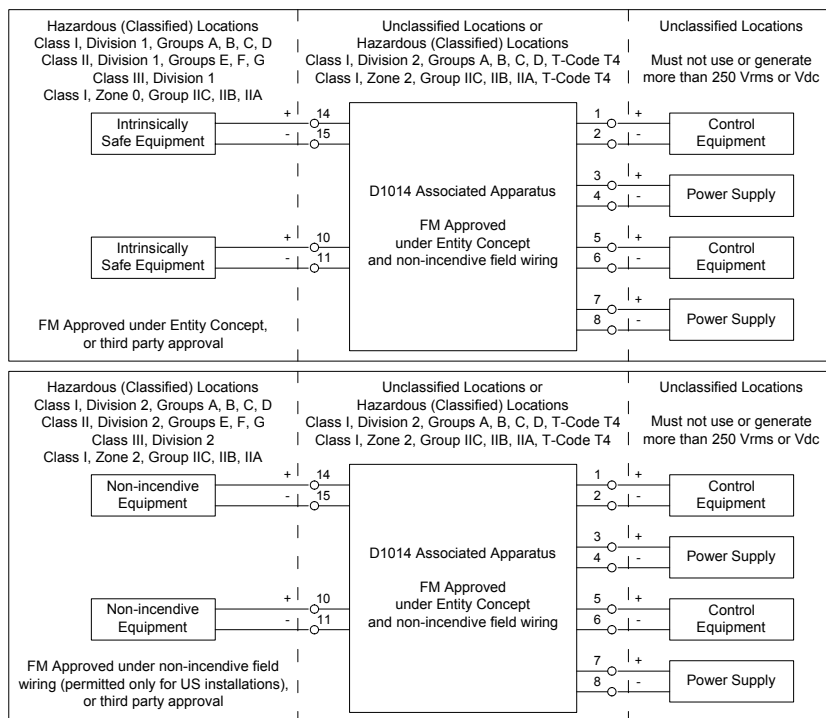 Hazardous (Classified) Locations
Class I, Division 1, Groups A, B, C, D
Class II, Division 1, Groups E, F, G
Class III, Division 1
Class I, Zone 0, Group IIC, IIB, IIA
Unclassified Locations or
Hazardous (Classified) Locations
Class I, Division 2, Groups A, B, C, D, T-Code T4
Class I, Zone 2, Group IIC, IIB, IIA, T-Code T4
Unclassified Locations
Must not use or generate
more than 250 Vrms or Vdc
Intrinsically
Safe Equipment
+ 14
- 15
Intrinsically
Safe Equipment
+ 10
- 11
FM Approved under Entity Concept,
or third party approval
D1014 Associated Apparatus
FM Approved
under Entity Concept
and non-incendive field wiring
1 +
2 -
Control
Equipment
3 +
4 -
Power Supply
5 +
6 -
Control
Equipment
7 +
8 -
Power Supply
Hazardous (Classified) Locations
Class I, Division 2, Groups A, B, C, D
Class II, Division 2, Groups E, F, G
Class III, Division 2
Class I, Zone 2, Group IIC, IIB, IIA
Unclassified Locations or
Hazardous (Classified) Locations
Class I, Division 2, Groups A, B, C, D, T-Code T4
Class I, Zone 2, Group IIC, IIB, IIA, T-Code T4
Unclassified Locations
Must not use or generate
more than 250 Vrms or Vdc
Non-incendive
Equipment
+ 14
- 15
Non-incendive
Equipment
+ 10
- 11
FM Approved under non-incendive field
wiring (permitted only for US installations),
or third party approval
D1014 Associated Apparatus
FM Approved
under Entity Concept
and non-incendive field wiring
1 +
2 -
Control
Equipment
3 +
4 -
Power Supply
5 +
6 -
Control
Equipment
7 +
8 -
Power Supply